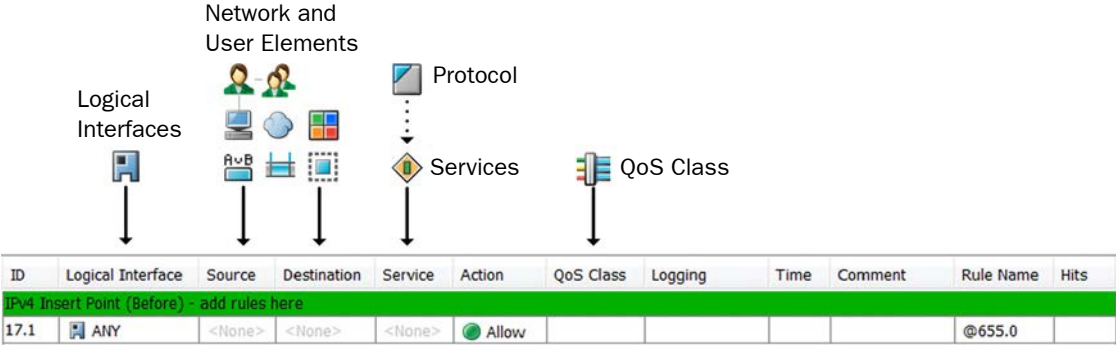 Network and
User Elements
Protocol
Logical
Interfaces
AvB
Services
QoS Class
ID Logical Interface Source Destination Service Action QoS Class Logging Time Comment Rule Name Hits
IPv4 Insert Point (Before) - add rules here
17.1 ANY <None> <None> <None> Allow @655.0